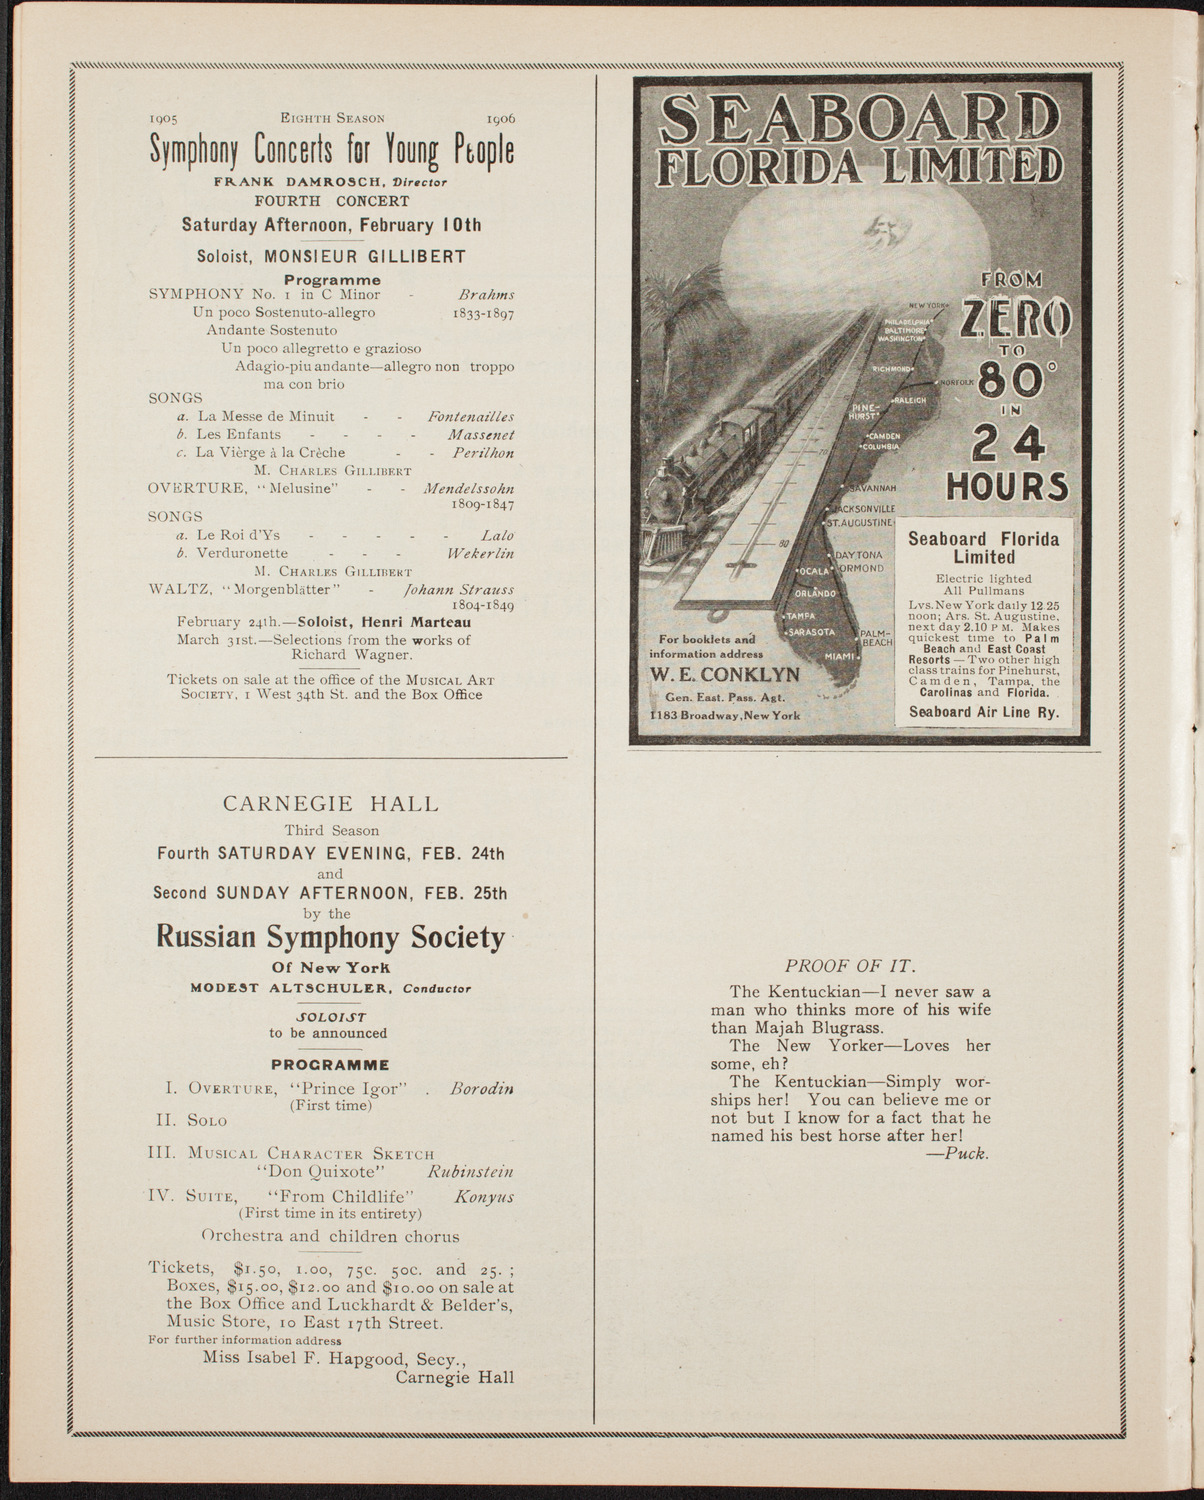 1905 EIGHTH SEASON 1906
Symphony Concerts for Young People
FRANK DAMROSCH, Director
FOURTH CONCERT
Saturday Afternoon, February 10th
Soloist, MONSIEUR GILLIBERT
Programme
SYMPHONY No. 1 in C Minor - Brahms
Un poco Sostenuto-allegro 1833-1897
Andante Sostenuto
Un poco allegretto e grazioso
Adagio-piu andante—allegro non troppo
ma con brio
SONGS
a. La Messe de Minuit - - Fontenailles
b. Les Enfants - - - - Massenet
c. La Vièrge à la Crèche - - Perilhon
M. CHARLES GILLIBERT
OVERTURE, "Melusine" - - Mendelssohn
1809-1847
SONGS
a. Le Roi d'Ys - - - - - Lalo
b. Verduronette - - - Wekerlin
M. CHARLES GILLIBERT
WALTZ, "Morgenblätter" - Johann Strauss
1804-1849
February 24th.—Soloist, Henri Marteau
March 31st.—Selections from the works of
Richard Wagner.
Tickets on sale at the office of the MUSICAL ART
SOCIETY, 1 West 34th St. and the Box Office
CARNEGIE HALL
Third Season
Fourth SATURDAY EVENING, FEB. 24th
and
Second SUNDAY AFTERNOON, FEB. 25th
by the
Russian Symphony Society
Of New York
MODEST ALTSCHULER, Conductor
SOLOIST
to be announced
PROGRAMME
I. OVERTURE, "Prince Igor" . Borodin
(First time)
II. SOLO
III. MUSICAL CHARACTER SKETCH
"Don Quixote" Rubinstein
IV. SUITE, "From Childlife" Konyus
(First time in its entirety)
Orchestra and children chorus
Tickets, $1.50, 1.00, 75c. 50c. and 25. ;
Boxes, $15.00, $12.00 and $10.00 on sale at
the Box Office and Luckhardt & Belder's,
Music Store, 10 East 17th Street.
For further information address
Miss Isabel F. Hapgood, Secy.,
Carnegie Hall
SEABOARD
FLORIDA LIMITED
FROM
ZERO
TO
80°
IN
24
HOURS
NEW YORK
PHILADELPHIA
BALTIMORE
WASHINGTON
RICHMOND
NORFOLK
RALEIGH
PINE-
HURST
CAMDEN
COLUMBIA
70
SAVANNAH
JACKSONVILLE
ST. AUGUSTINE
80
DAYTONA
OCALA ORMOND
ORLANDO
TAMPA
SARASOTA
PALM-
BEACH
MIAMI
For booklets and
information address
W. E. CONKLYN
Gen. East. Pass. Agt.
1183 Broadway, New York
Seaboard Florida
Limited
Electric lighted
All Pullmans
Lvs. New York daily 12 25
noon; Ars. St. Augustine,
next day 2.10 P M. Makes
quickest time to Palm
Beach and East Coast
Resorts — Two other high
class trains for Pinehurst,
Camden, Tampa, the
Carolinas and Florida.
Seaboard Air Line Ry.
PROOF OF IT.
The Kentuckian—I never saw a
man who thinks more of his wife
than Majah Blugrass.
The New Yorker—Loves her
some, eh?
The Kentuckian—Simply wor-
ships her! You can believe me or
not but I know for a fact that he
named his best horse after her!
—Puck.